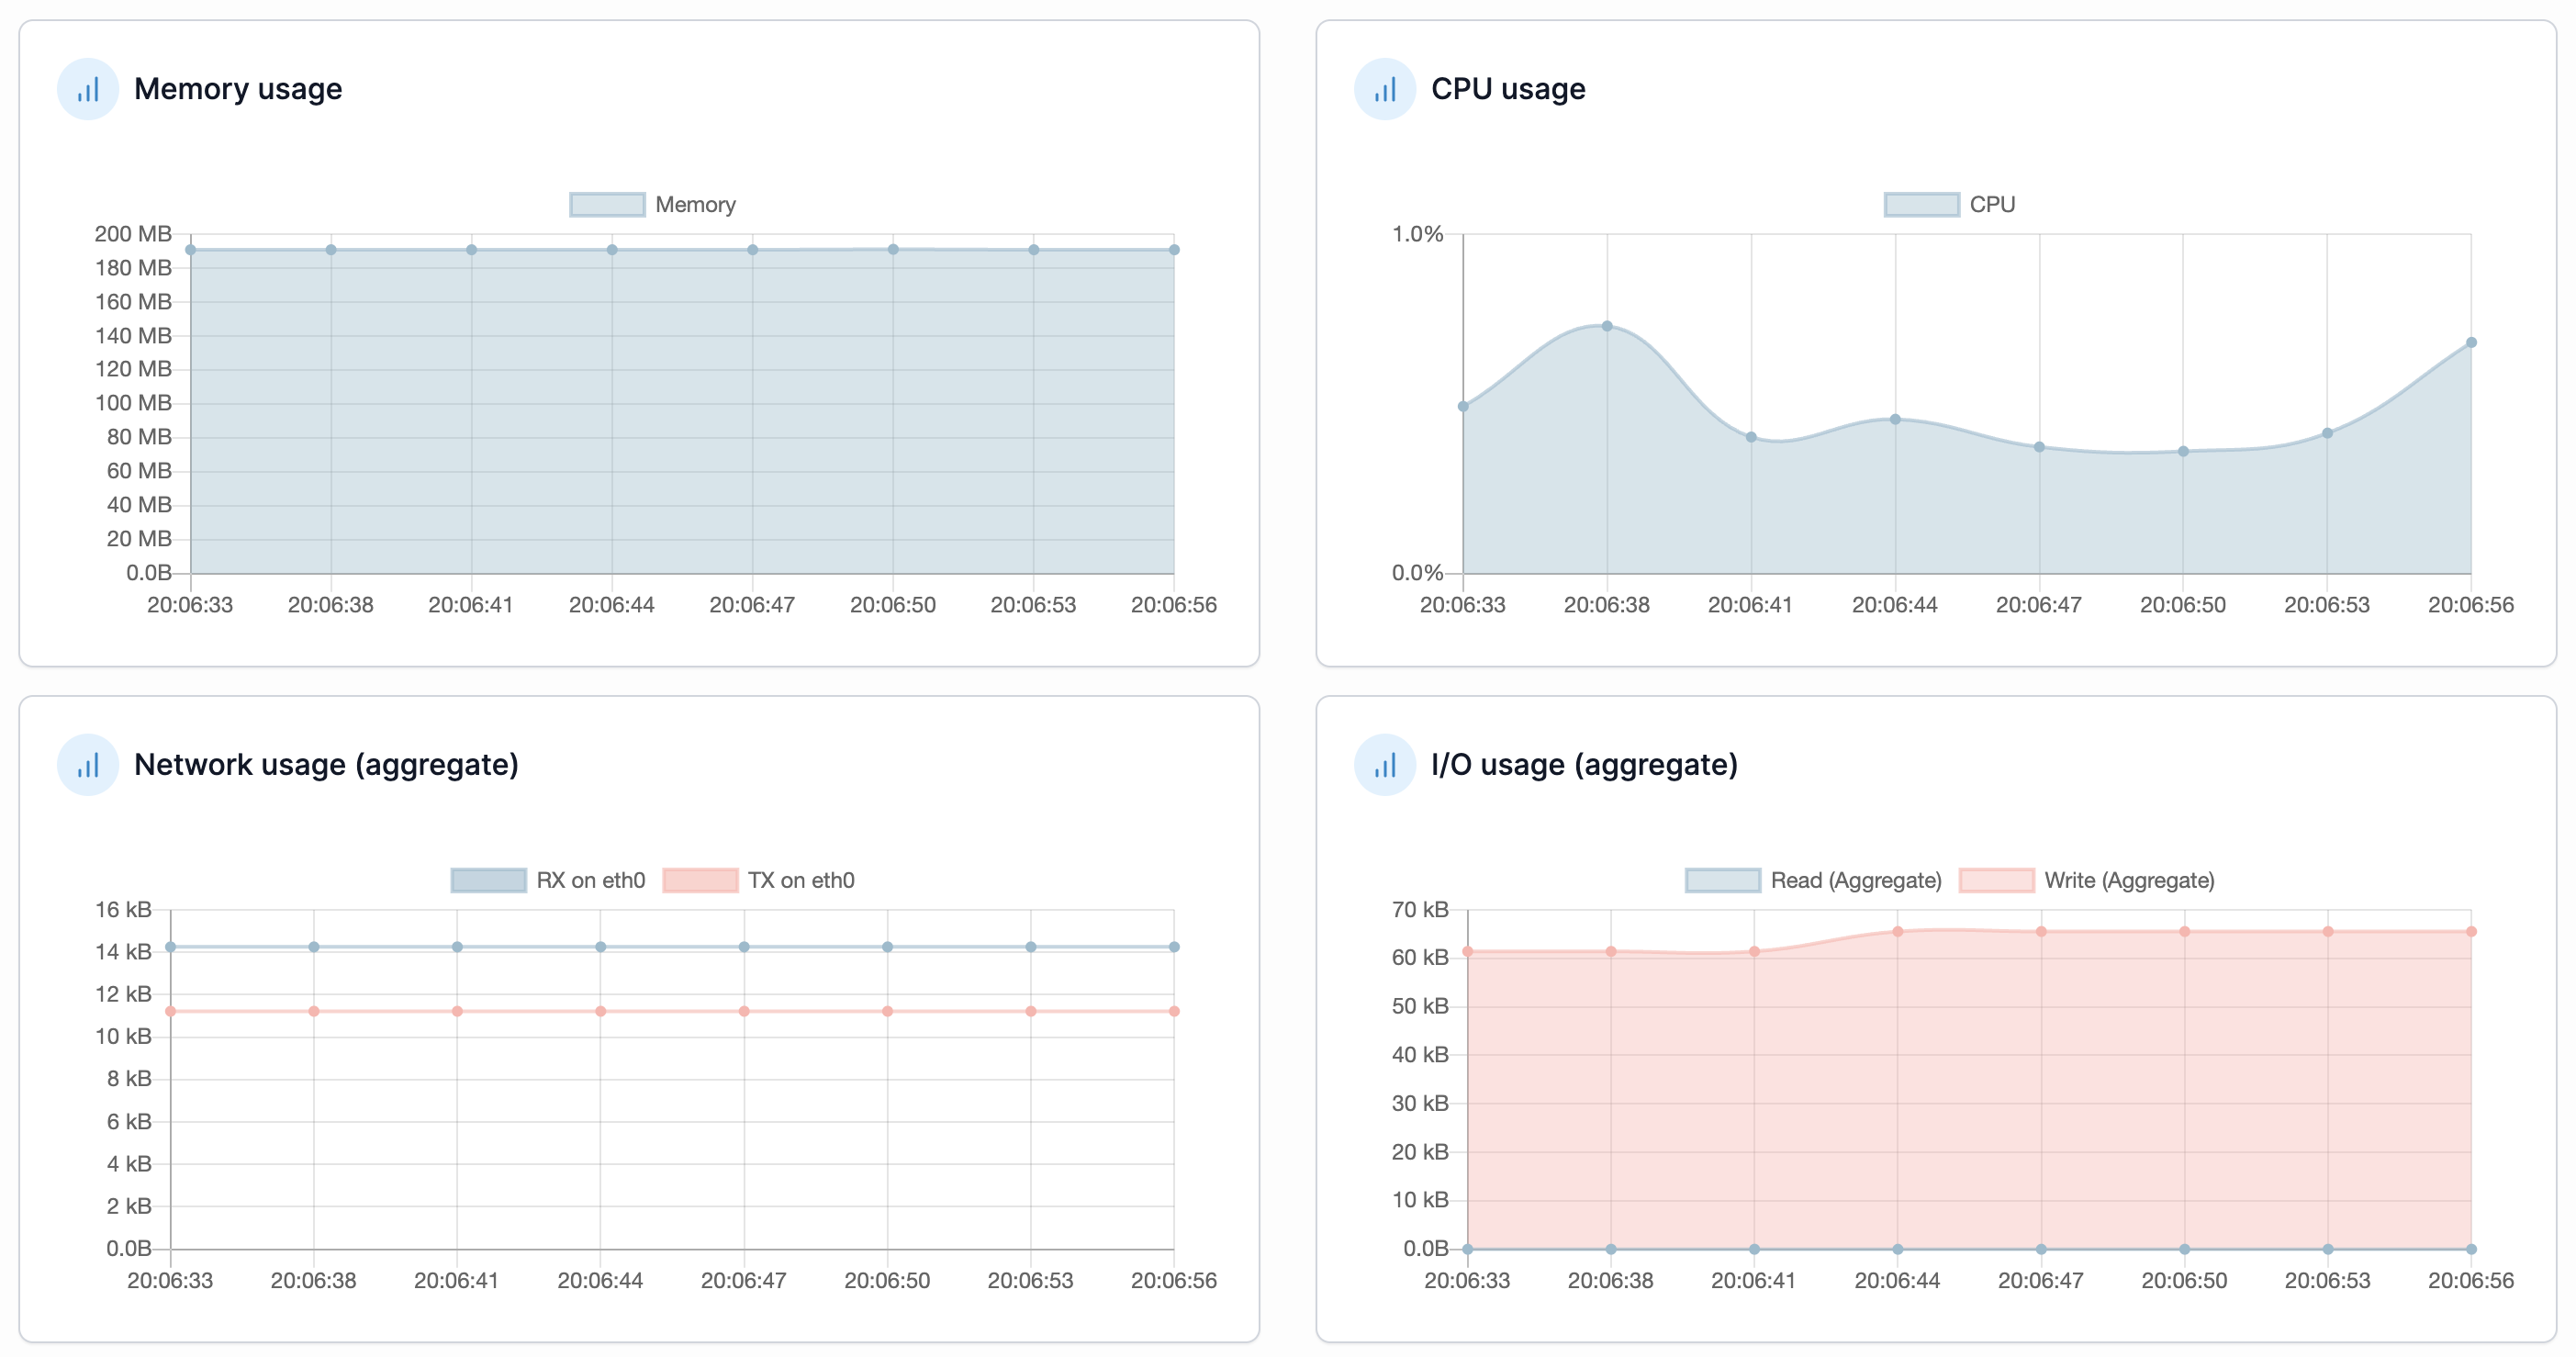 Memory usage
Memory
200 MB
180 MB
160 MB
140 MB
120 MB
100 MB
80 MB
60 MB
40 MB
20 MB
0.0B
20:06:33 20:06:38 20:06:41 20:06:44 20:06:47 20:06:50 20:06:53 20:06:56
CPU usage
CPU
1.0%
0.0%
20:06:33 20:06:38 20:06:41 20:06:44 20:06:47 20:06:50 20:06:53 20:06:56
Network usage (aggregate)
RX on eth0 TX on eth0
16 kB
14 kB
12 kB
10 kB
8 kB
6 kB
4 kB
2 kB
0.0B
20:06:33 20:06:38 20:06:41 20:06:44 20:06:47 20:06:50 20:06:53 20:06:56
I/O usage (aggregate)
Read (Aggregate) Write (Aggregate)
70 kB
60 kB
50 kB
40 kB
30 kB
20 kB
10 kB
0.0B
20:06:33 20:06:38 20:06:41 20:06:44 20:06:47 20:06:50 20:06:53 20:06:56